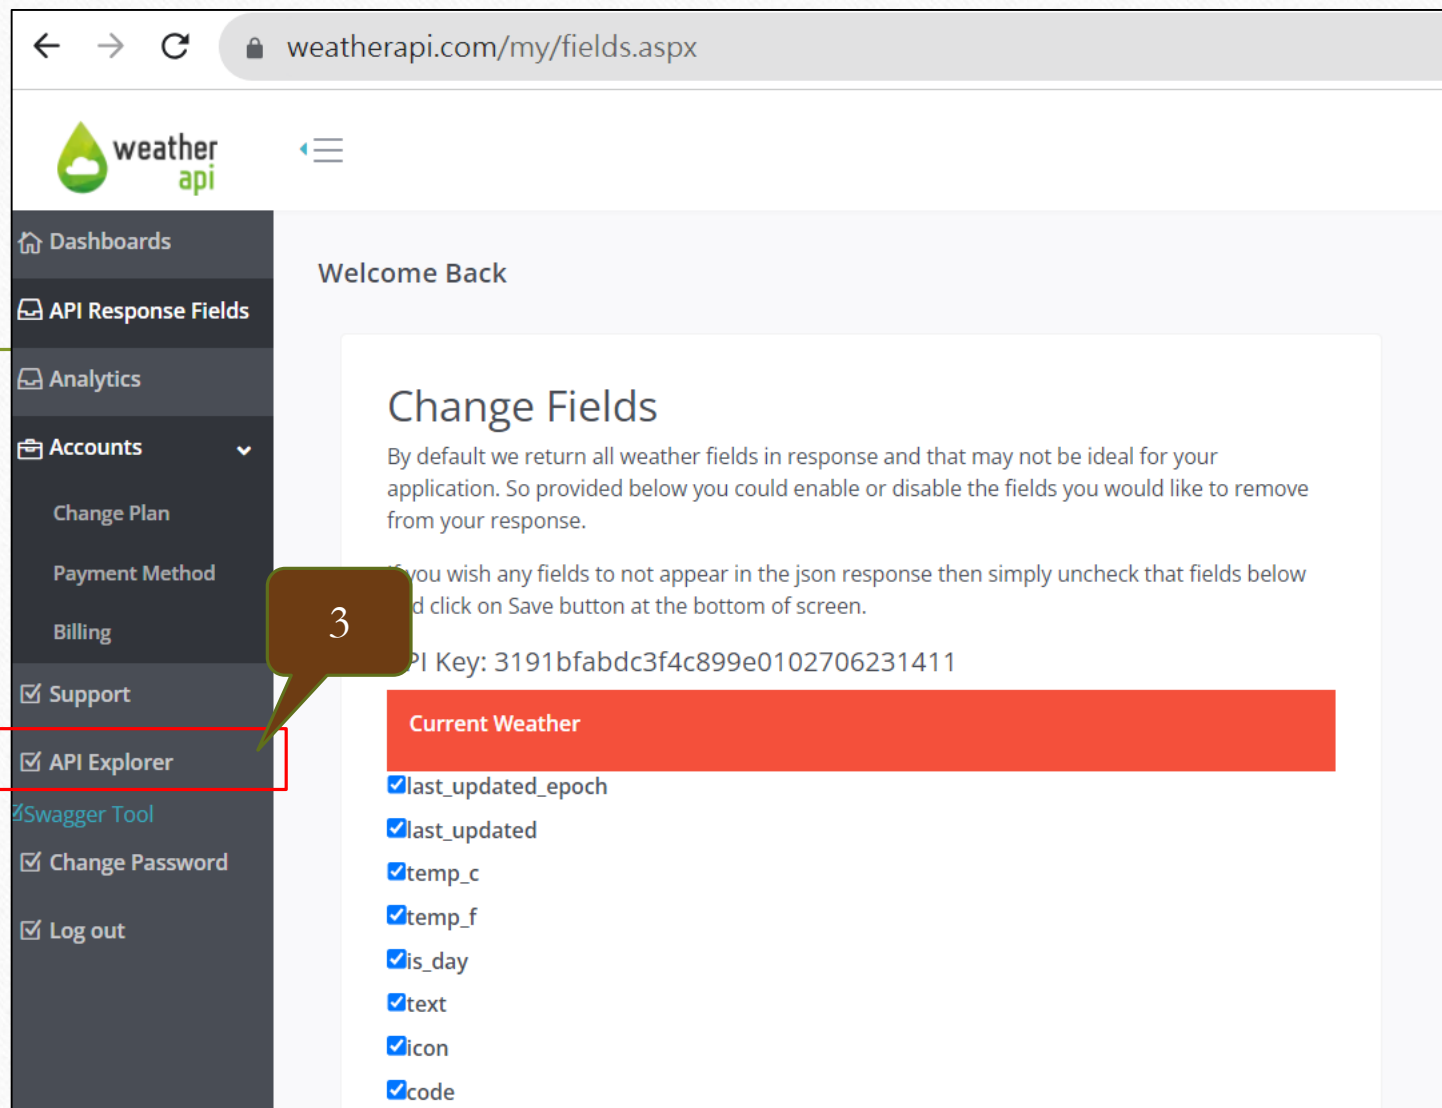 weatherapi.com/my/fields.aspx
weather
api
Dashboards
API Response Fields
Analytics
Accounts
Change Plan
Payment Method
Billing
Support
API Explorer
Swagger Tool
Change Password
Log out
Welcome Back
Change Fields
By default we return all weather fields in response and that may not be ideal for your
application. So provided below you could enable or disable the fields you would like to remove
from your response.
you wish any fields to not appear in the json response then simply uncheck that fields below
click on Save button at the bottom of screen.
3
Key: 3191bfabdc3f4c899e0102706231411
Current Weather
last_updated_epoch
last_updated
temp_c
temp_f
is_day
text
icon
code